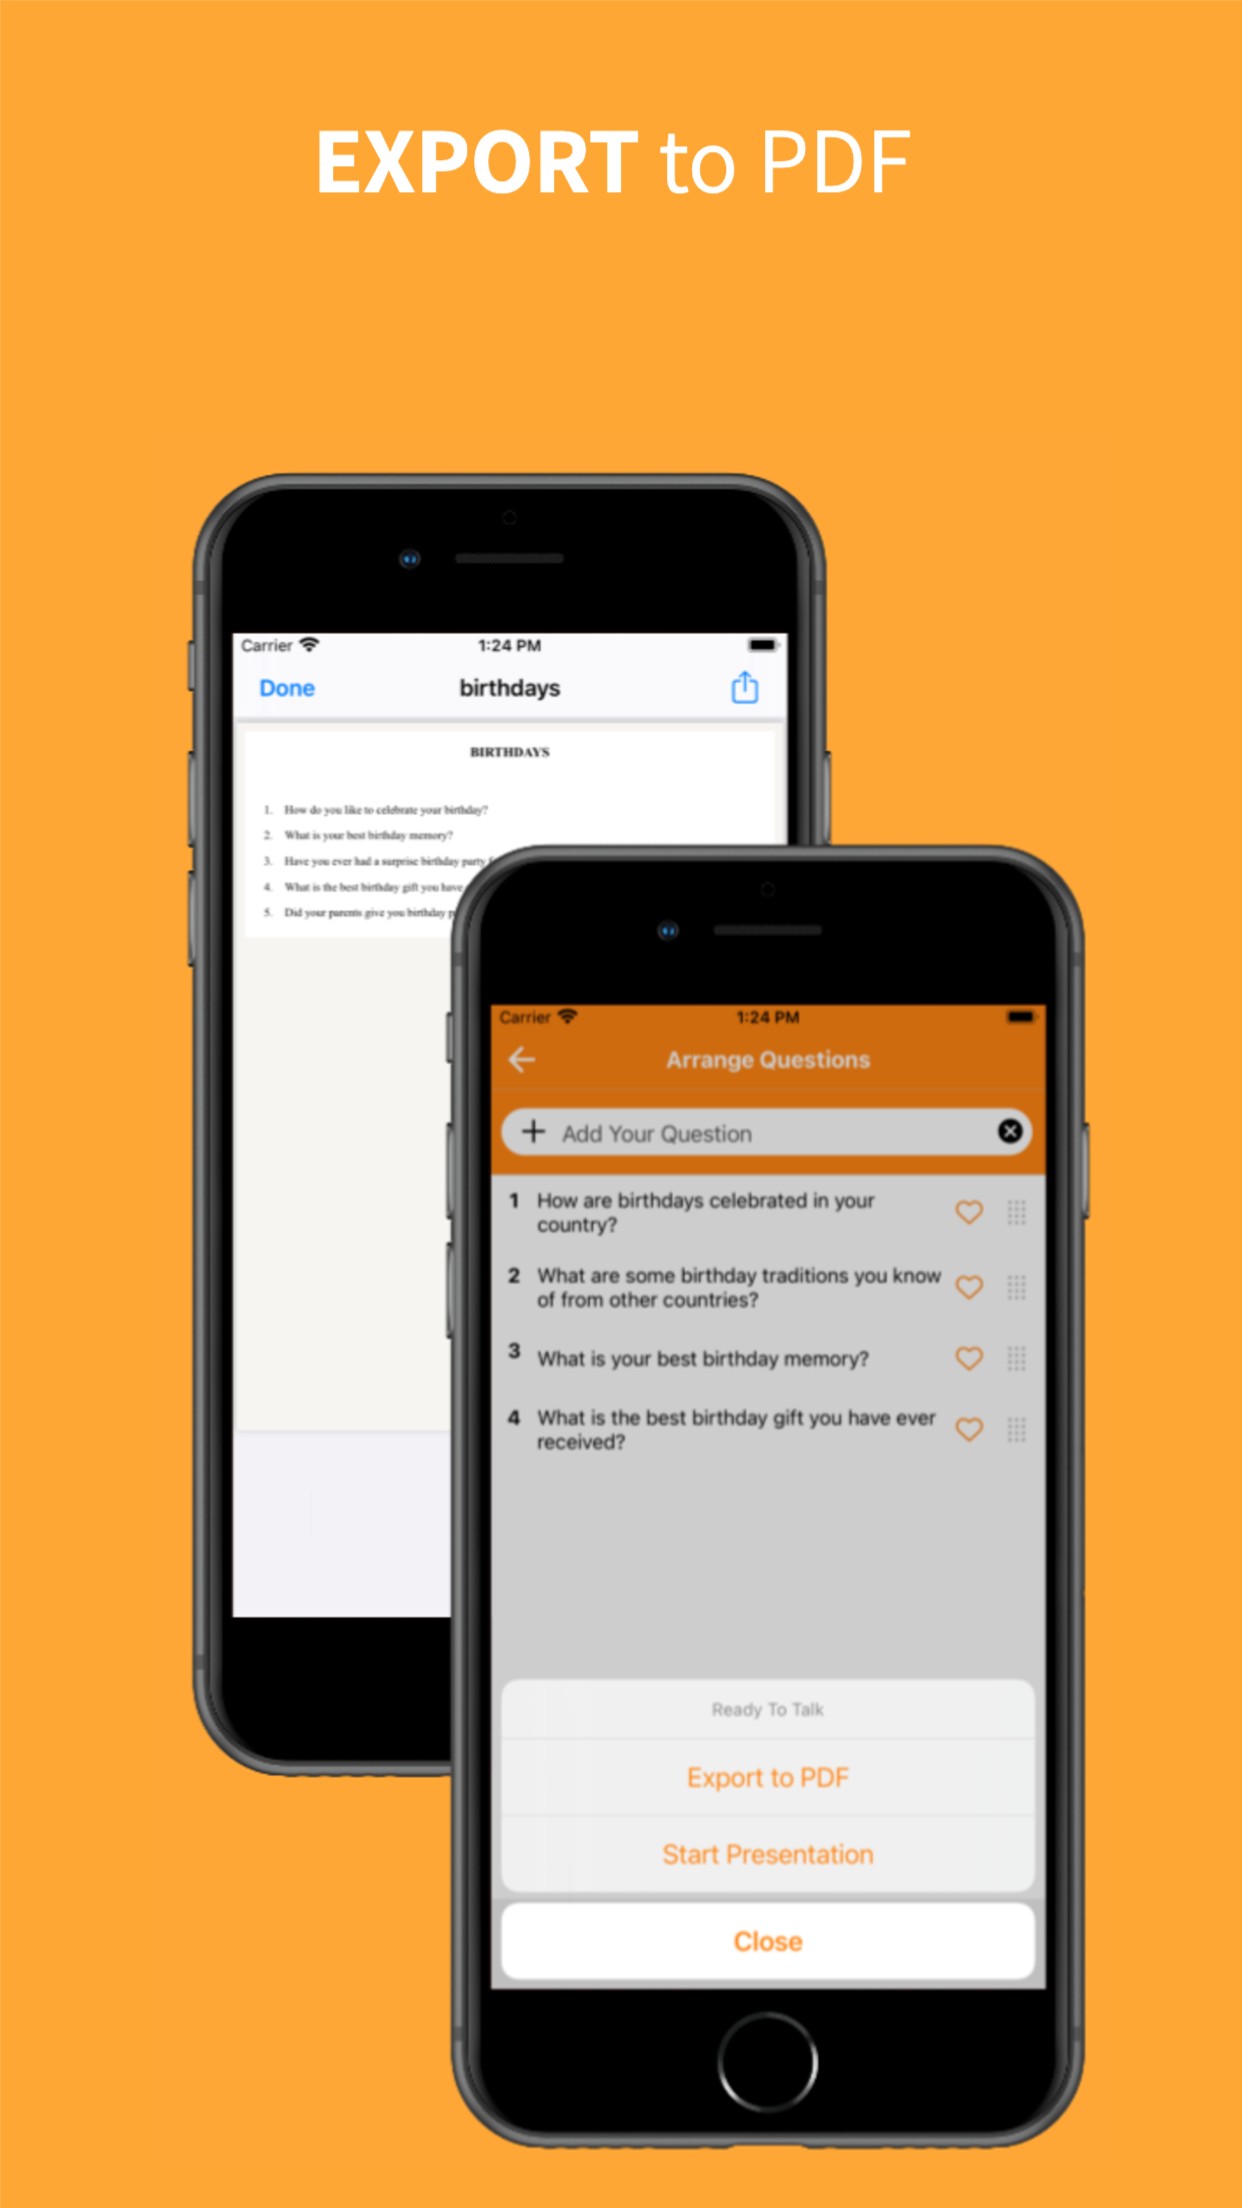 EXPORT to PDF
Carrier 1:24 PM
Done birthdays
BIRTHDAYS
1. How do you like to celebrate your birthday?
2. What is your best birthday memory?
3. Have you ever had a surprise birthday party
4. What is the best birthday gift you have
5. Did your parents give you birthday
Carrier 1:24 PM
Arrange Questions
+ Add Your Question
1 How are birthdays celebrated in your
country?
2 What are some birthday traditions you know
of from other countries?
3 What is your best birthday memory?
4 What is the best birthday gift you have ever
received?
Ready To Talk
Export to PDF
Start Presentation
Close